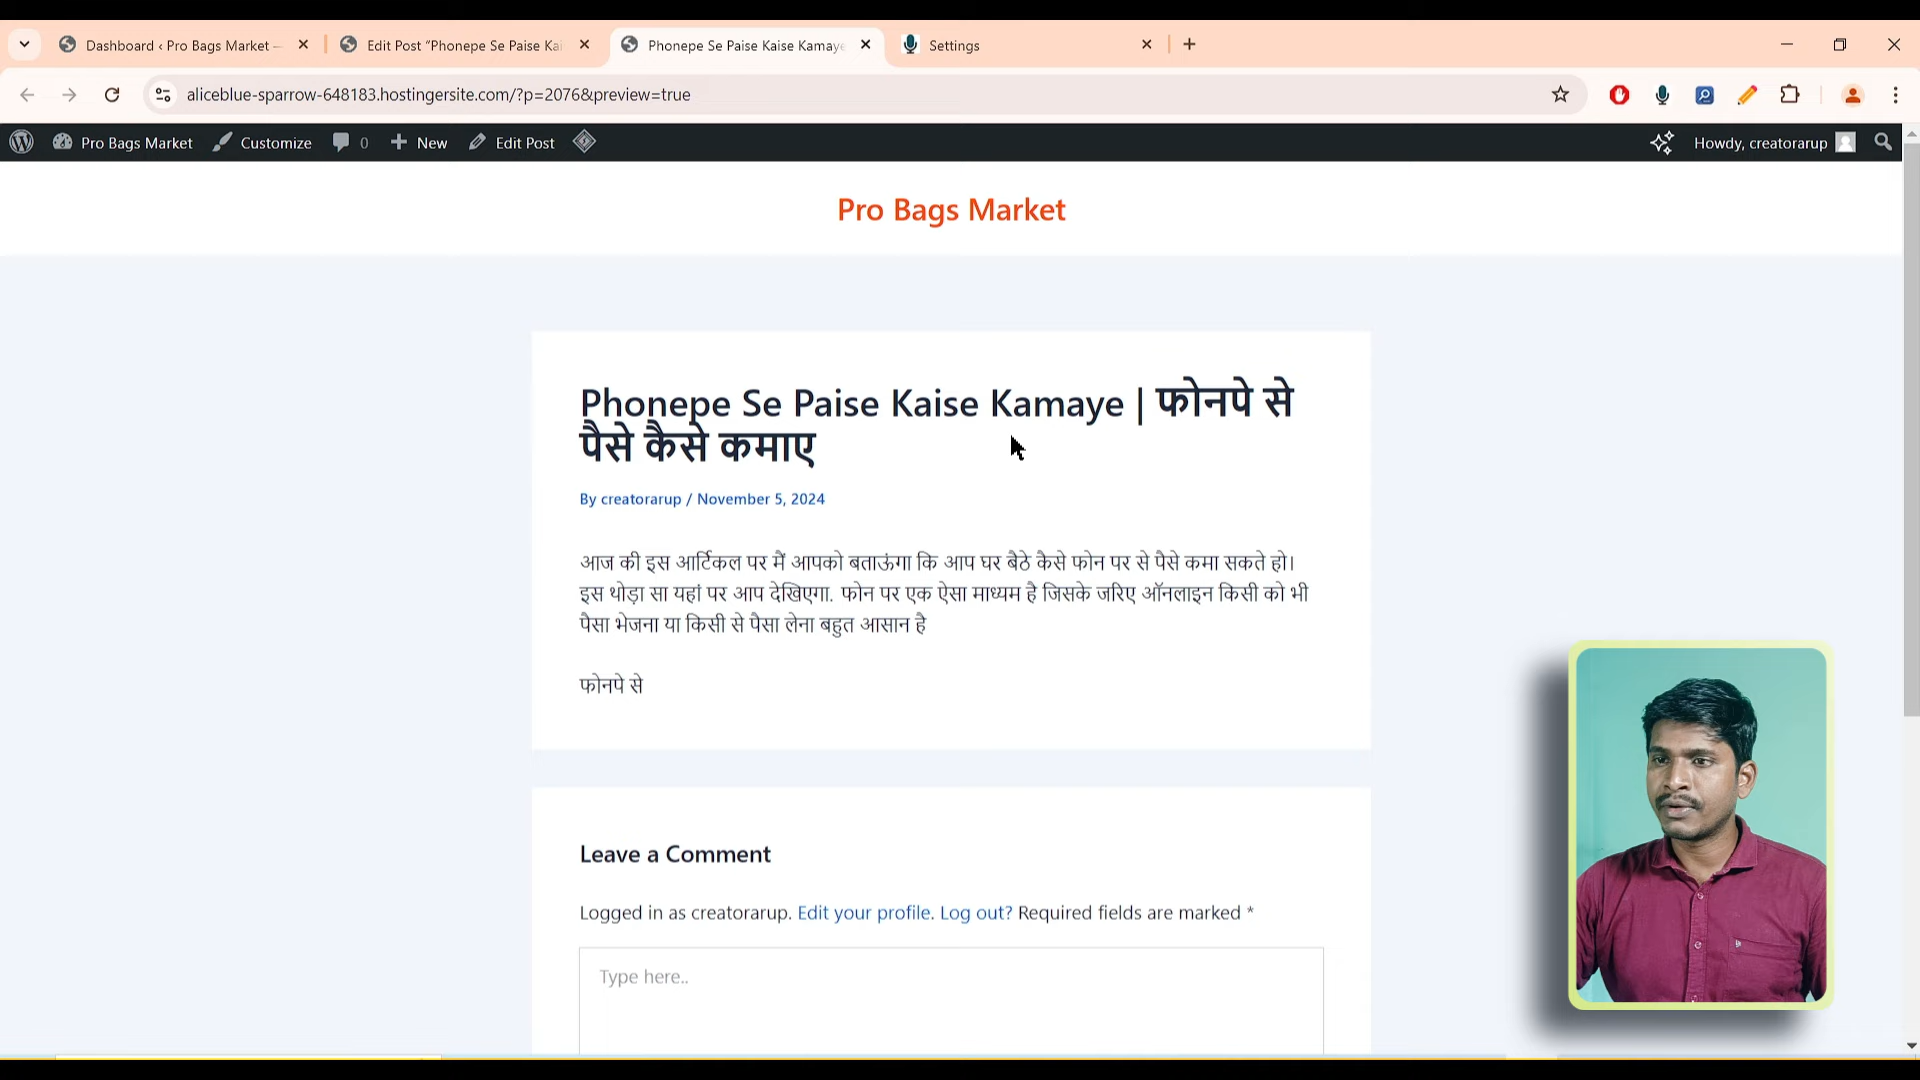 Dashboard ‹ Pro Bags Market –
Edit Post “Phonepe Se Paise Kai
Phonepe Se Paise Kaise Kamaye
Settings
aliceblue-sparrow-648183.hostingersite.com/?p=2076&preview=true
Pro Bags Market
Customize
0
New
Edit Post
Howdy, creatorarup
Pro Bags Market
Phonepe Se Paise Kaise Kamaye | फोनपे से
पैसे कैसे कमाए
By creatorarup / November 5, 2024
आज की इस आर्टिकल पर मैं आपको बताऊंगा कि आप घर बैठे कैसे फोन पर से पैसे कमा सकते हो।
इस थोड़ा सा यहां पर आप देखिएगा. फोन पर एक ऐसा माध्यम है जिसके जरिए ऑनलाइन किसी को भी
पैसा भेजना या किसी से पैसा लेना बहुत आसान है
फोनपे से
Leave a Comment
Logged in as creatorarup. Edit your profile. Log out? Required fields are marked *
Type here..